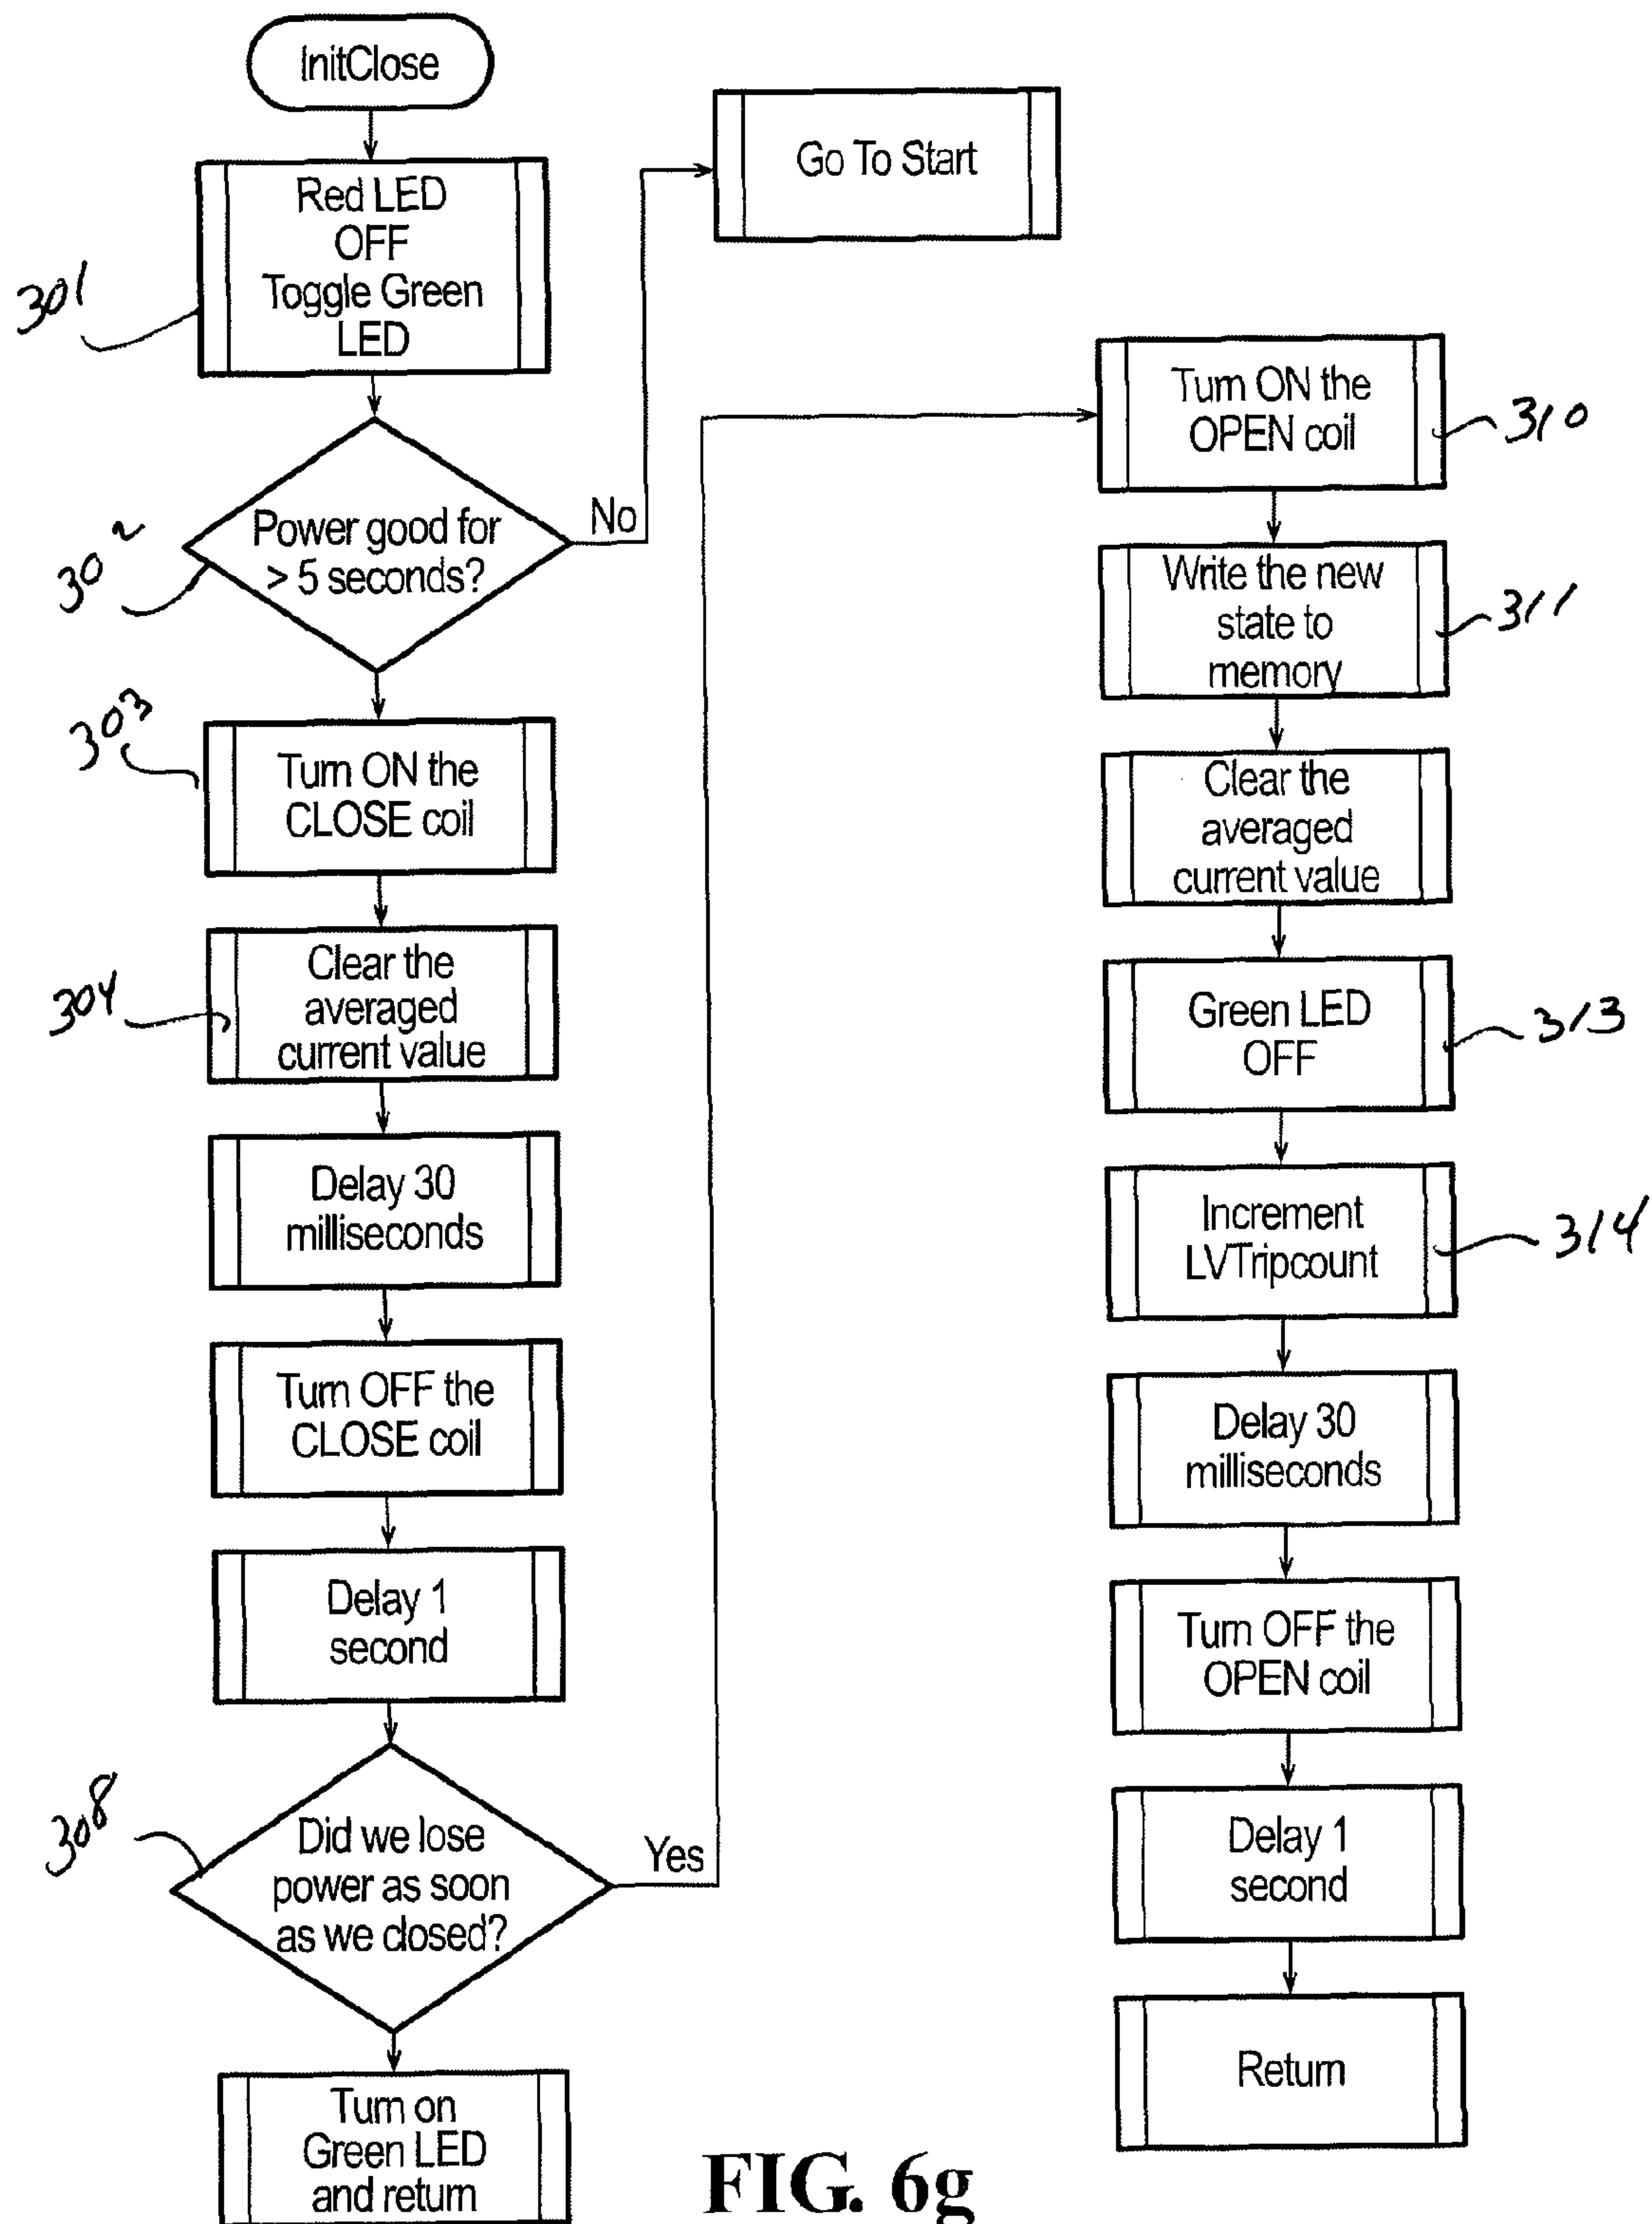 InitClose
Red LED
OFF
Toggle Green
LED
301
Power good for
> 5 seconds?
302
No
Go To Start
Turn ON the
CLOSE coil
303
Clear the
averaged
current value
304
Delay 30
milliseconds
Turn OFF the
CLOSE coil
Delay 1
second
Did we lose
power as soon
as we closed?
308
Yes
Turn on
Green LED
and return
Turn ON the
OPEN coil
310
Write the new
state to
memory
311
Clear the
averaged
current value
Green LED
OFF
313
Increment
LVTripcount
314
Delay 30
milliseconds
Turn OFF the
OPEN coil
Delay 1
second
Return
FIG. 6g